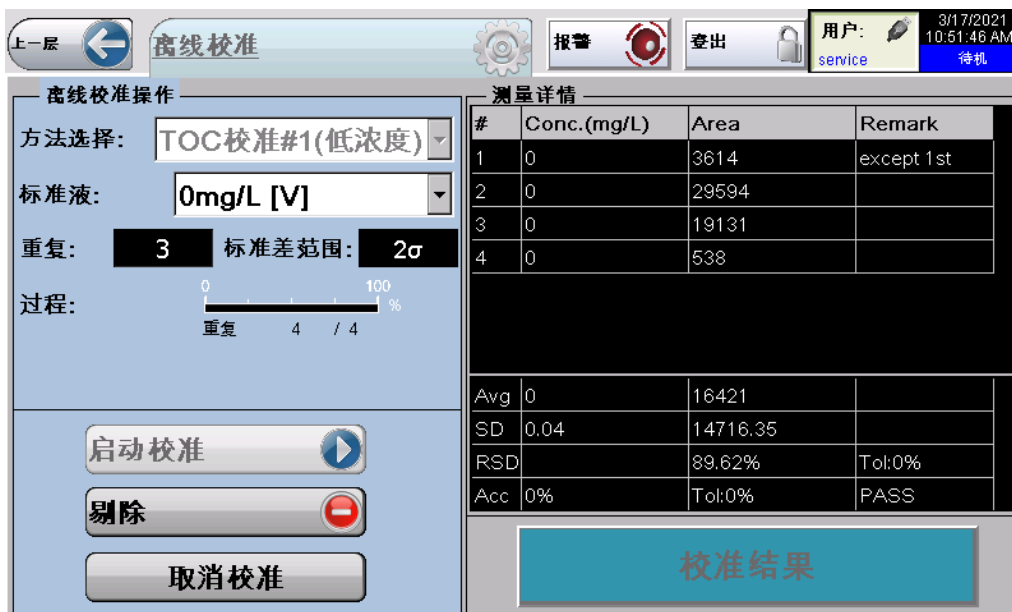 上一层
离线校准
报警
登出
用户:
service
3/17/2021
10:51:46 AM
待机
离线校准操作
方法选择: TOC校准#1(低浓度)
标准液: 0mg/L [V]
重复: 3 标准差范围: 2σ
过程:
0 100
%
重复 4 / 4
启动校准
剔除
取消校准
测量详情
# Conc.(mg/L) Area Remark
1 0 3614 except 1st
2 0 29594
3 0 19131
4 0 538
Avg 0 16421
SD 0.04 14716.35
RSD 89.62% Tol:0%
Acc 0% Tol:0% PASS
校准结果